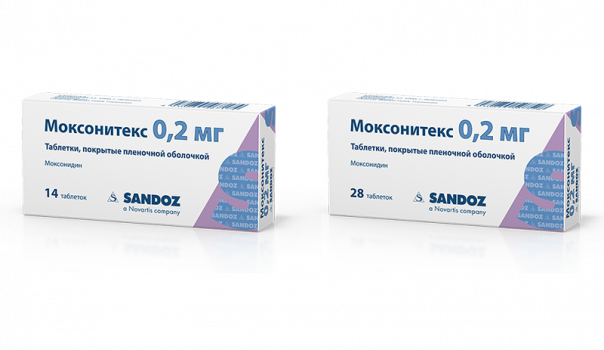 Моксонитекс 0,2 мг
Таблетки, покрытые пленочной оболочкой
Моксонидин
14 таблеток
SANDOZ
a Novartis company
Моксонитекс 0,2 мг
Таблетки, покрытые пленочной оболочкой
Моксонидин
28 таблеток
SANDOZ
a Novartis company